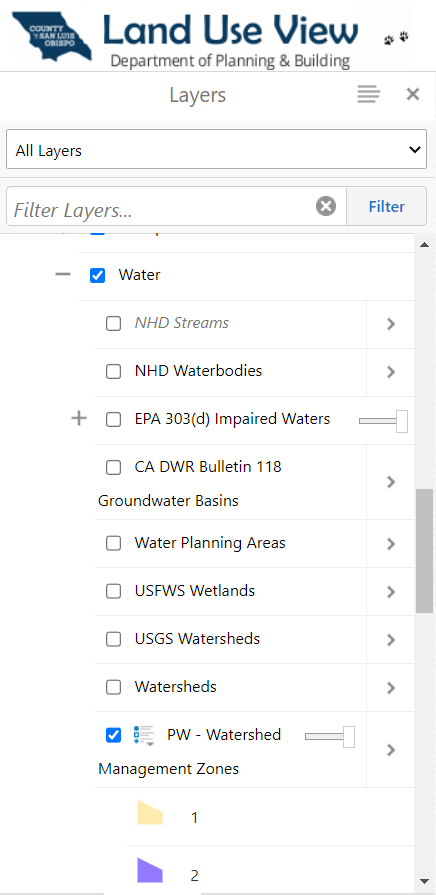 COUNTY
OF SAN LUIS
OBISPO
Land Use View
Department of Planning & Building
Layers
All Layers
Filter Layers...
Filter
Water
NHD Streams
NHD Waterbodies
EPA 303(d) Impaired Waters
CA DWR Bulletin 118
Groundwater Basins
Water Planning Areas
USFWS Wetlands
USGS Watersheds
Watersheds
PW - Watershed
Management Zones
1
2